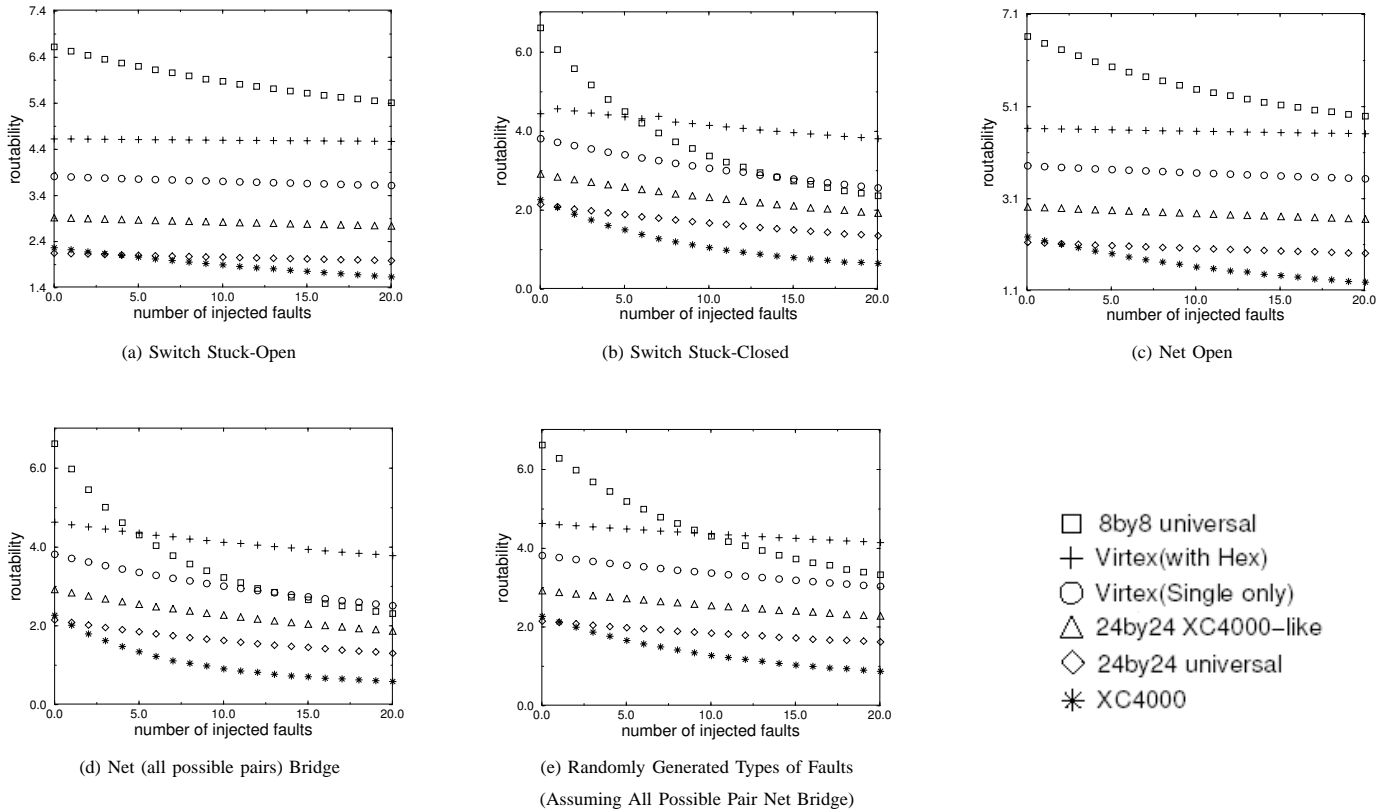 7.4
6.4
5.4
4.4
3.4
2.4
1.4
routability
0.0 5.0 10.0 15.0 20.0
number of injected faults
(a) Switch Stuck-Open
6.0
4.0
2.0
0.0
routability
0.0 5.0 10.0 15.0 20.0
number of injected faults
(b) Switch Stuck-Closed
7.1
5.1
3.1
1.1
routability
0.0 5.0 10.0 15.0 20.0
number of injected faults
(c) Net Open
6.0
4.0
2.0
0.0
routability
0.0 5.0 10.0 15.0 20.0
number of injected faults
(d) Net (all possible pairs) Bridge
6.0
4.0
2.0
0.0
routability
0.0 5.0 10.0 15.0 20.0
number of injected faults
(e) Randomly Generated Types of Faults
(Assuming All Possible Pair Net Bridge)
8by8 universal
Virtex(with Hex)
Virtex(Single only)
24by24 XC4000−like
24by24 universal
XC4000